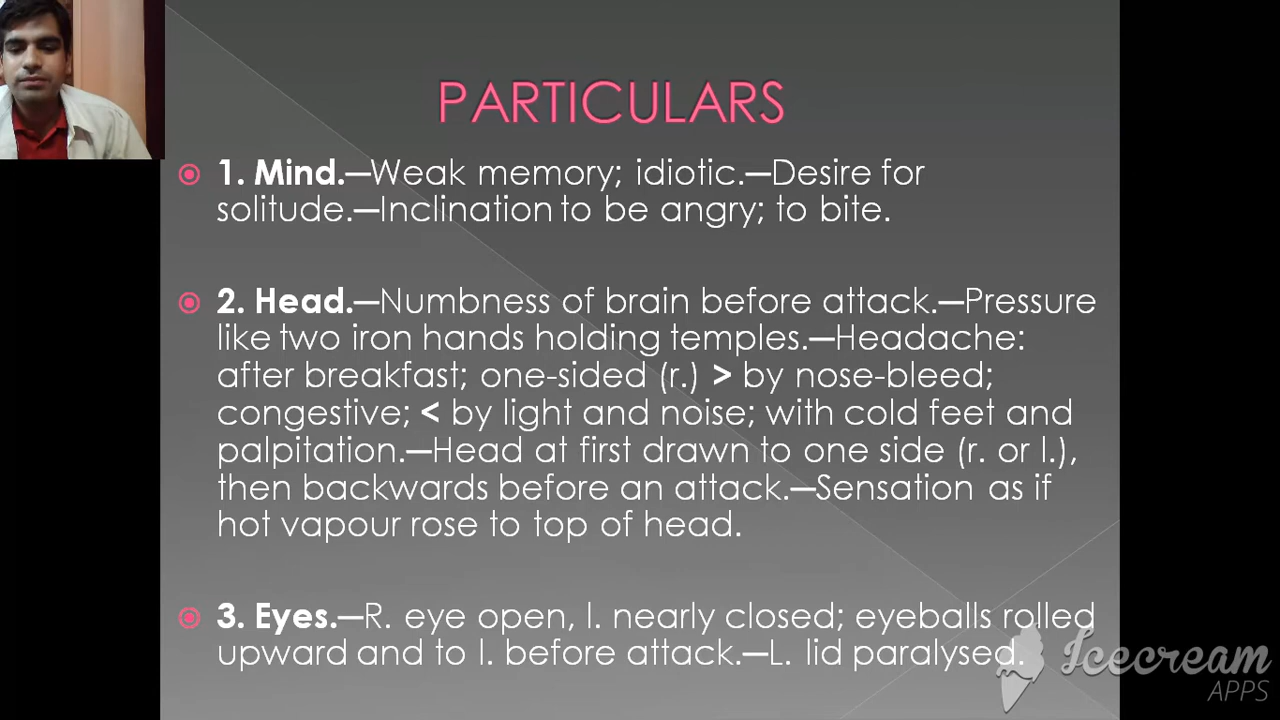 PARTICULARS
1. Mind.—Weak memory; idiotic.—Desire for
solitude.—Inclination to be angry; to bite.
2. Head.—Numbness of brain before attack.—Pressure
like two iron hands holding temples.—Headache:
after breakfast; one-sided (r.) > by nose-bleed;
congestive; < by light and noise; with cold feet and
palpitation.—Head at first drawn to one side (r. or l.),
then backwards before an attack.—Sensation as if
hot vapour rose to top of head.
3. Eyes.—R. eye open, l. nearly closed; eyeballs rolled
upward and to l. before attack.—L. lid paralysed.
Icecream
APPS